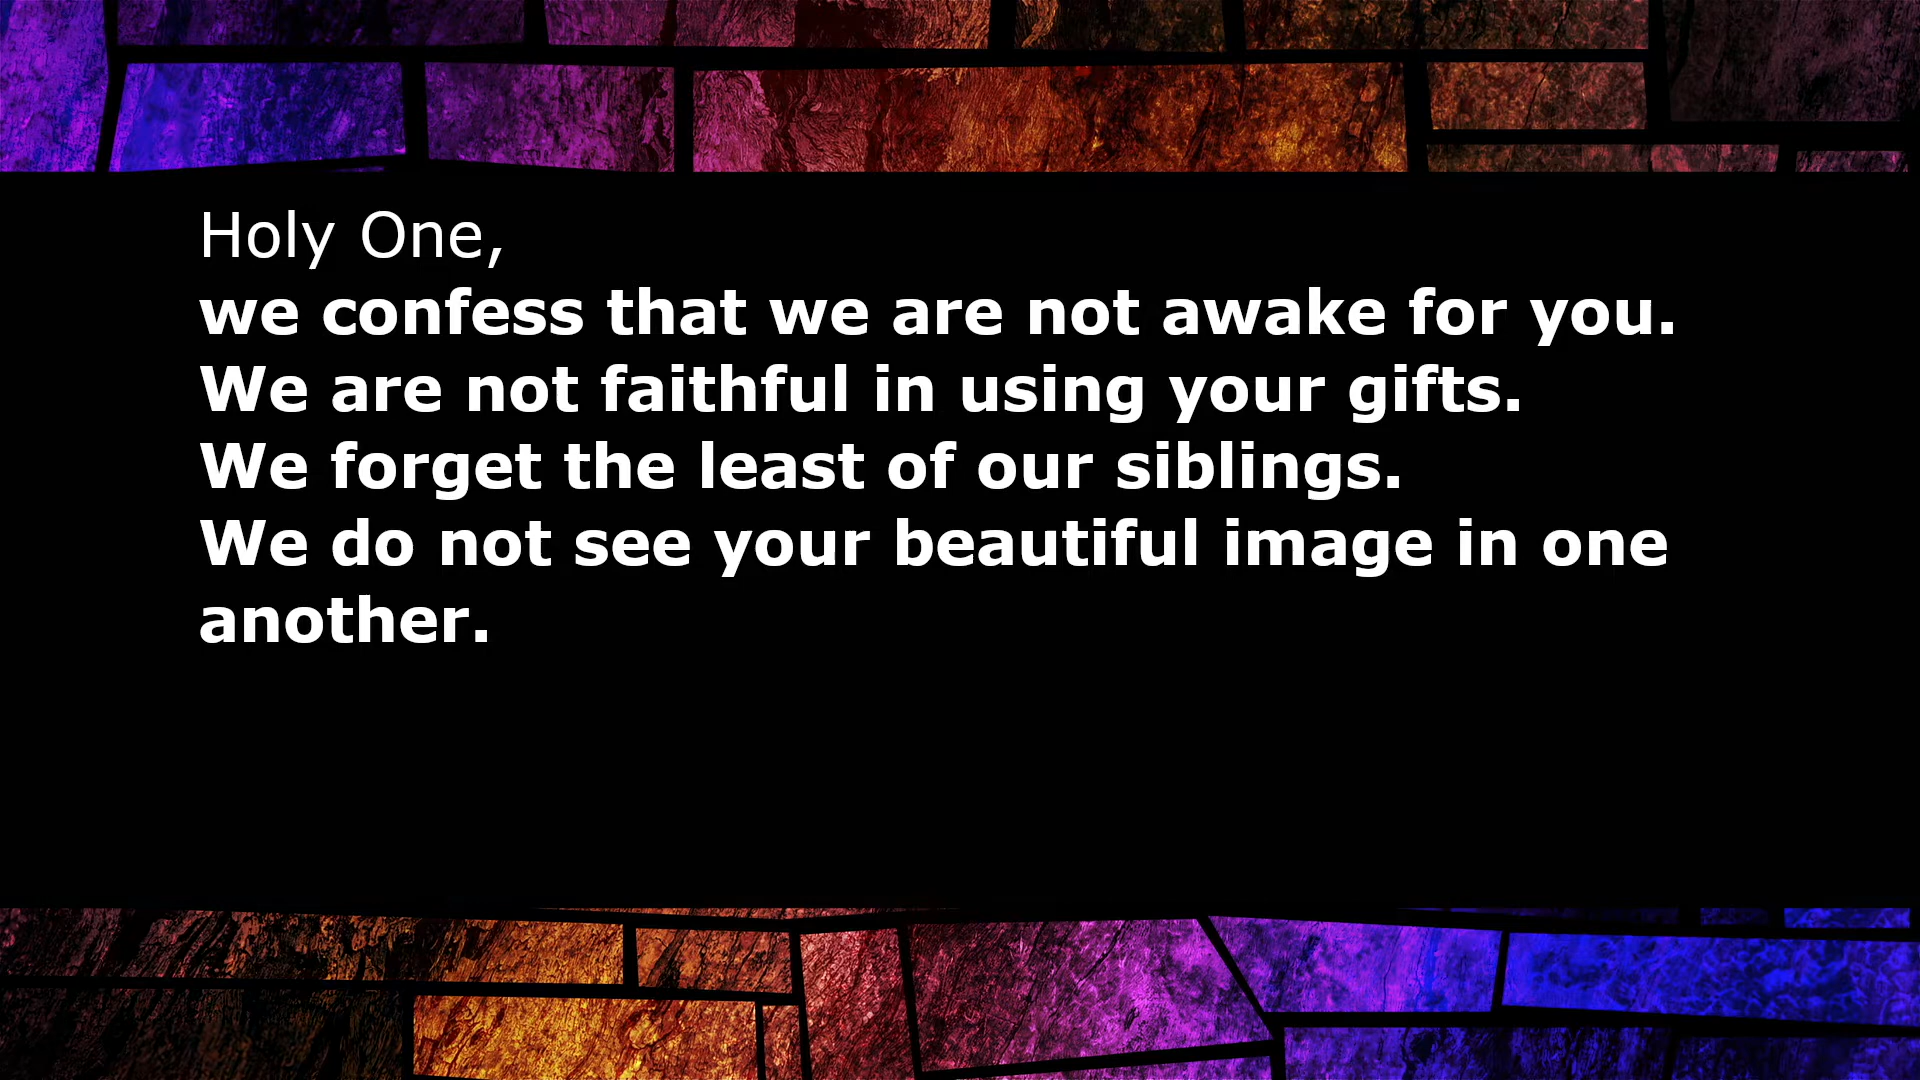 Holy One,
we confess that we are not awake for you.
We are not faithful in using your gifts.
We forget the least of our siblings.
We do not see your beautiful image in one
another.